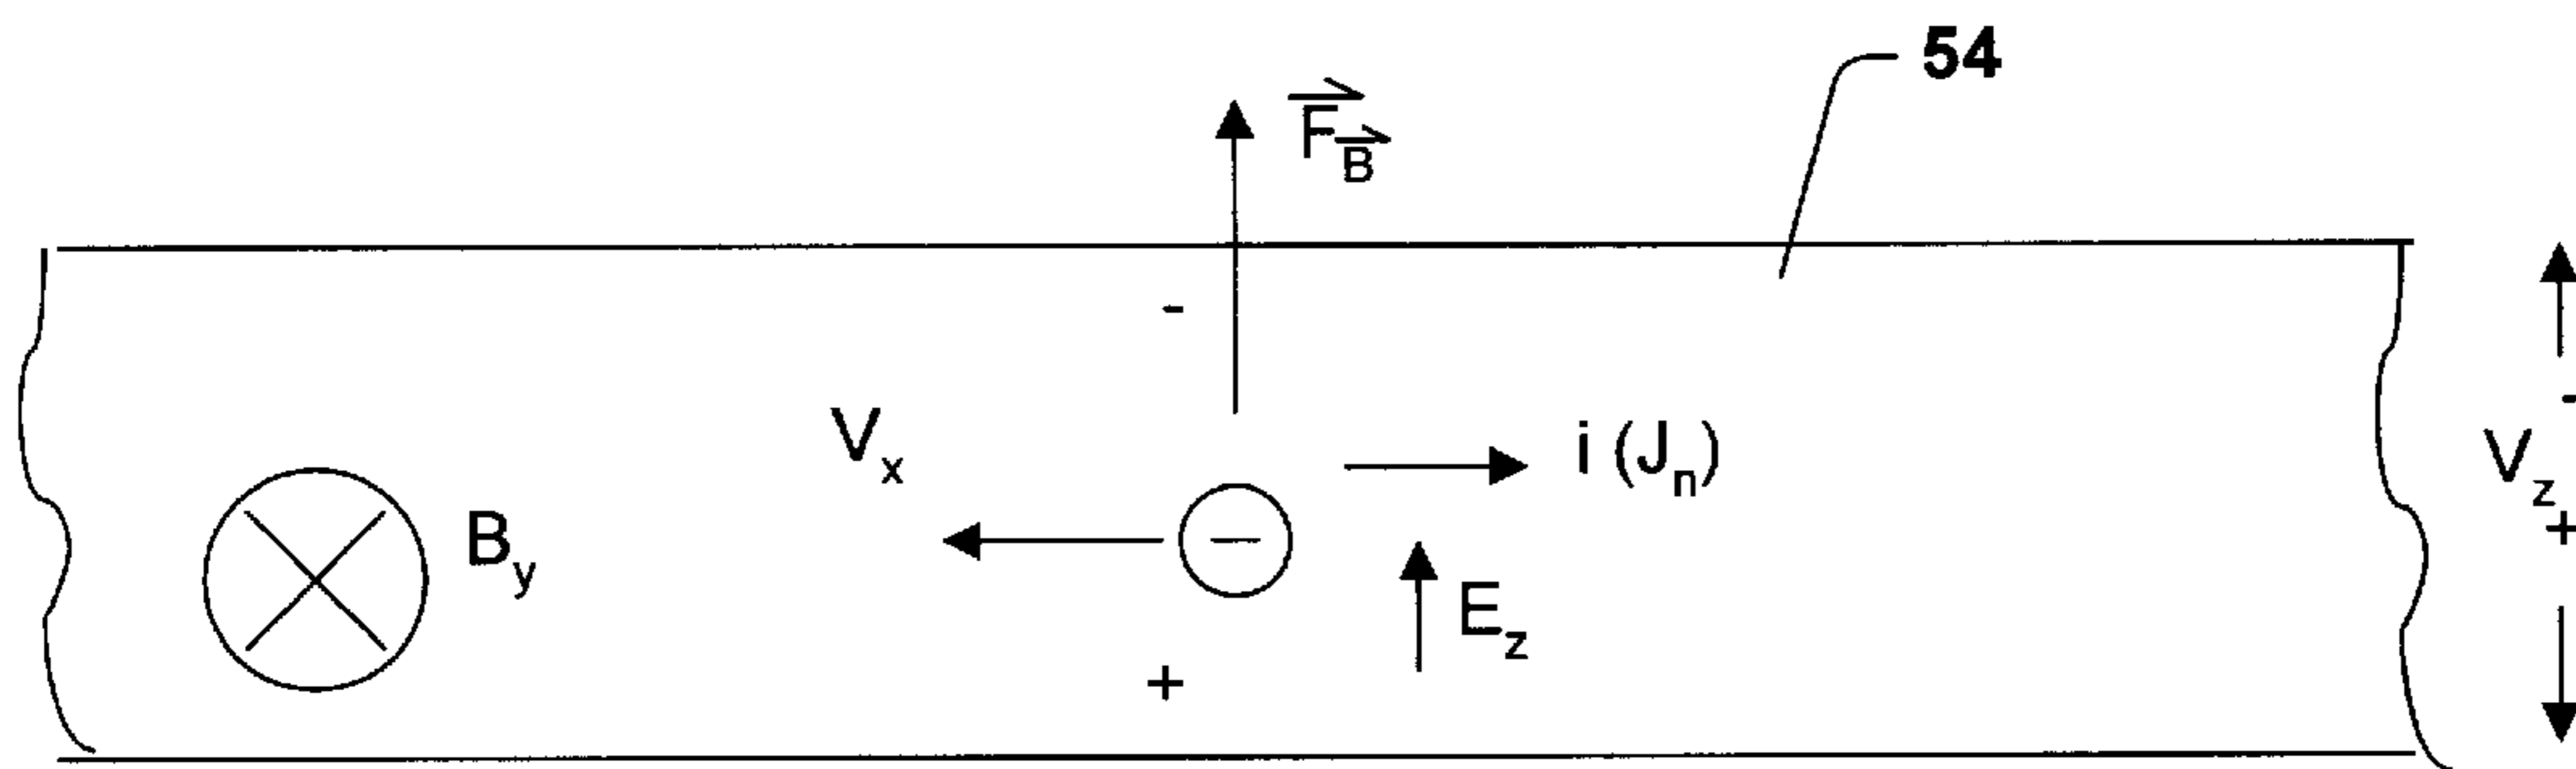 54
F_B
-
V_x
i (J_n)
-
V_z
B_y
−
E_z
+
+